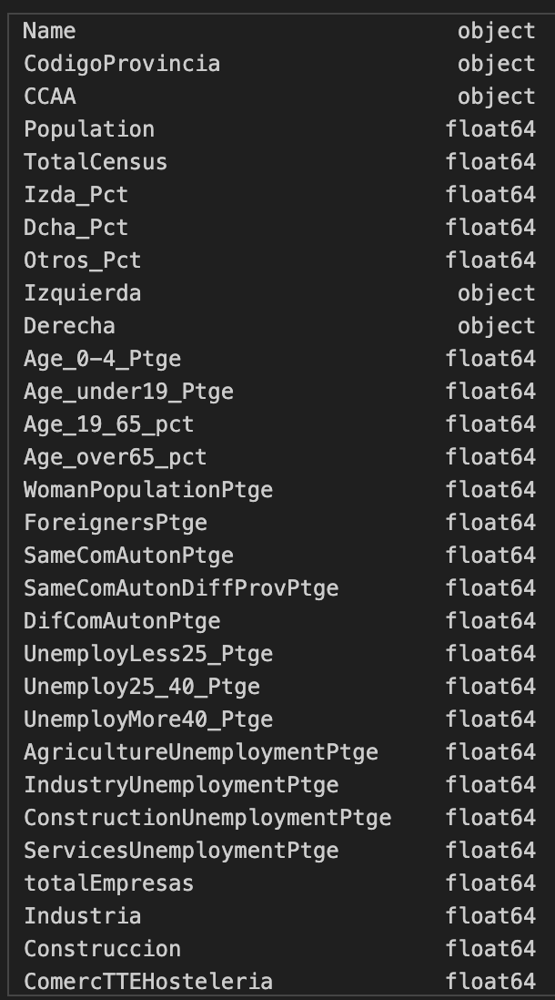 Name object
CodigoProvincia object
CCAA object
Population float64
TotalCensus float64
Izda_Pct float64
Dcha_Pct float64
Otros_Pct float64
Izquierda object
Derecha object
Age_0-4_Ptge float64
Age_under19_Ptge float64
Age_19_65_pct float64
Age_over65_pct float64
WomanPopulationPtge float64
ForeignersPtge float64
SameComAutonPtge float64
SameComAutonDiffProvPtge float64
DifComAutonPtge float64
UnemployLess25_Ptge float64
Unemploy25_40_Ptge float64
UnemployMore40_Ptge float64
AgricultureUnemploymentPtge float64
IndustryUnemploymentPtge float64
ConstructionUnemploymentPtge float64
ServicesUnemploymentPtge float64
totalEmpresas float64
Industria float64
Construccion float64
ComercTTEHosteleria float64